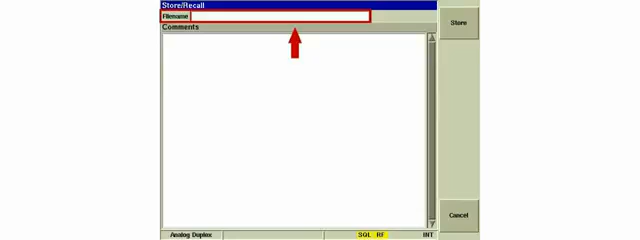 Store/Recall
Filename
Store
Comments
Cancel
Analog Duplex
SQL RF
INT